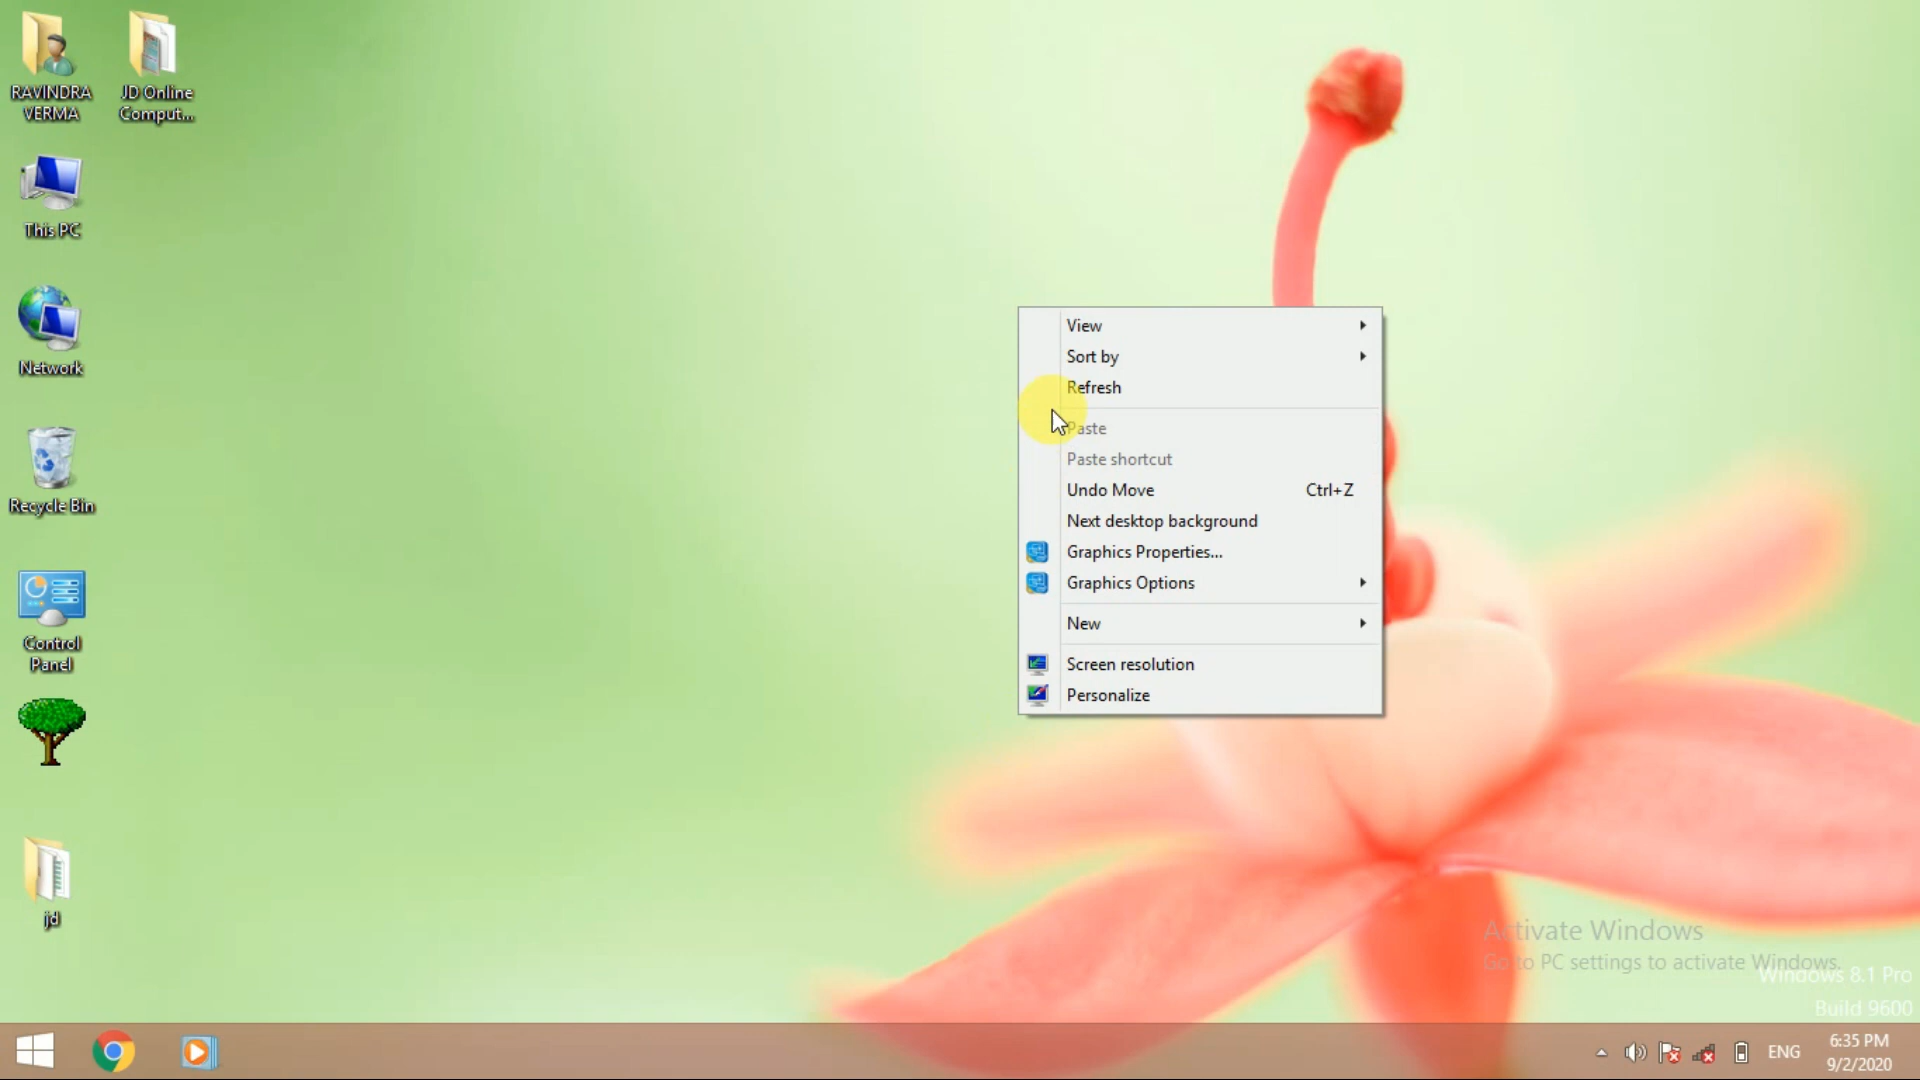 RAVINDRA
VERMA
JD Online
Comput...
This PC
Network
Recycle Bin
Control
Panel
jd
View
Sort by
Refresh
Paste
Paste shortcut
Undo Move Ctrl+Z
Next desktop background
Graphics Properties...
Graphics Options
New
Screen resolution
Personalize
Activate Windows
Go to PC settings to activate Windows.
Windows 8.1 Pro
Build 9600
ENG
6:35 PM
9/2/2020